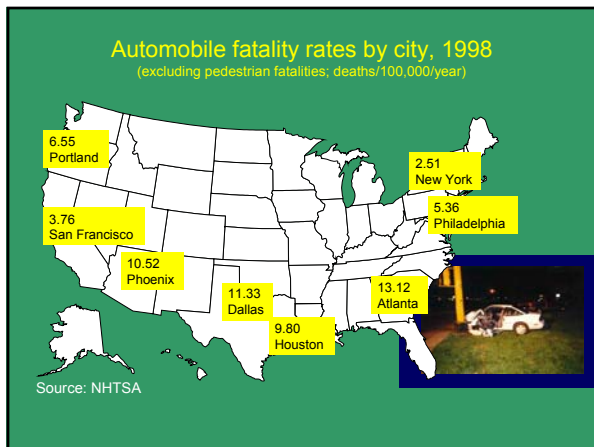 Automobile fatality rates by city, 1998
(excluding pedestrian fatalities; deaths/100,000/year)
6.55
Portland
2.51
New York
5.36
Philadelphia
3.76
San Francisco
10.52
Phoenix
11.33
Dallas
13.12
Atlanta
9.80
Houston
Source: NHTSA